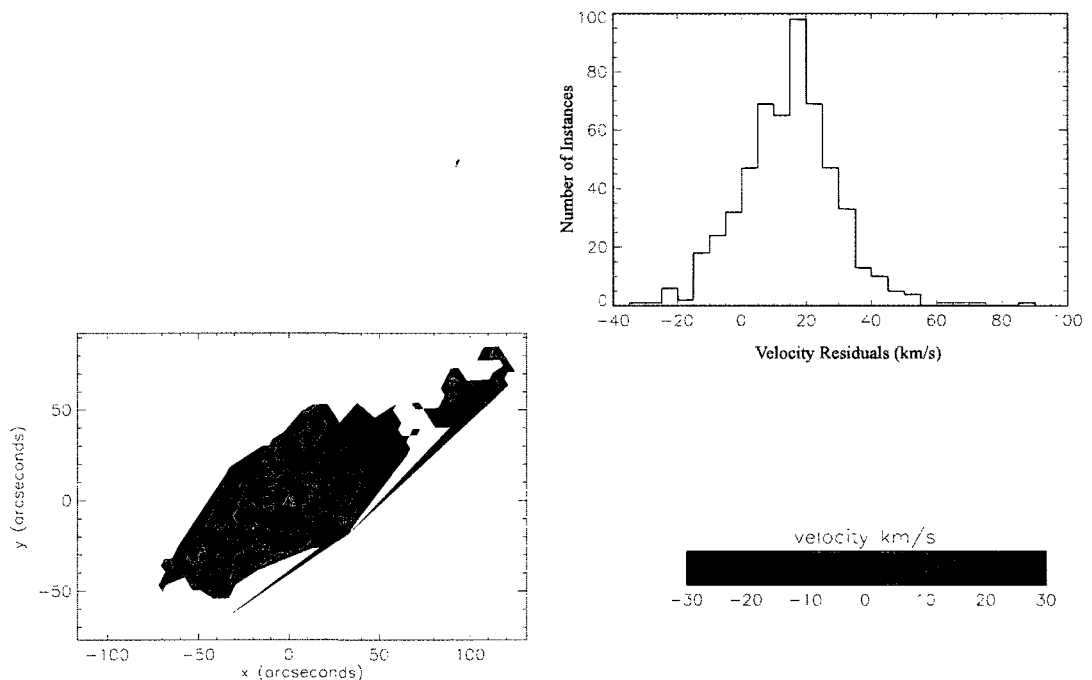 100
80
60
40
20
0
Number of Instances
-40 -20 0 20 40 60 80 100
Velocity Residuals (km/s)
50
0
-50
y (arcseconds)
-100 -50 0 50 100
x (arcseconds)
velocity km/s
-30 -20 -10 0 10 20 30